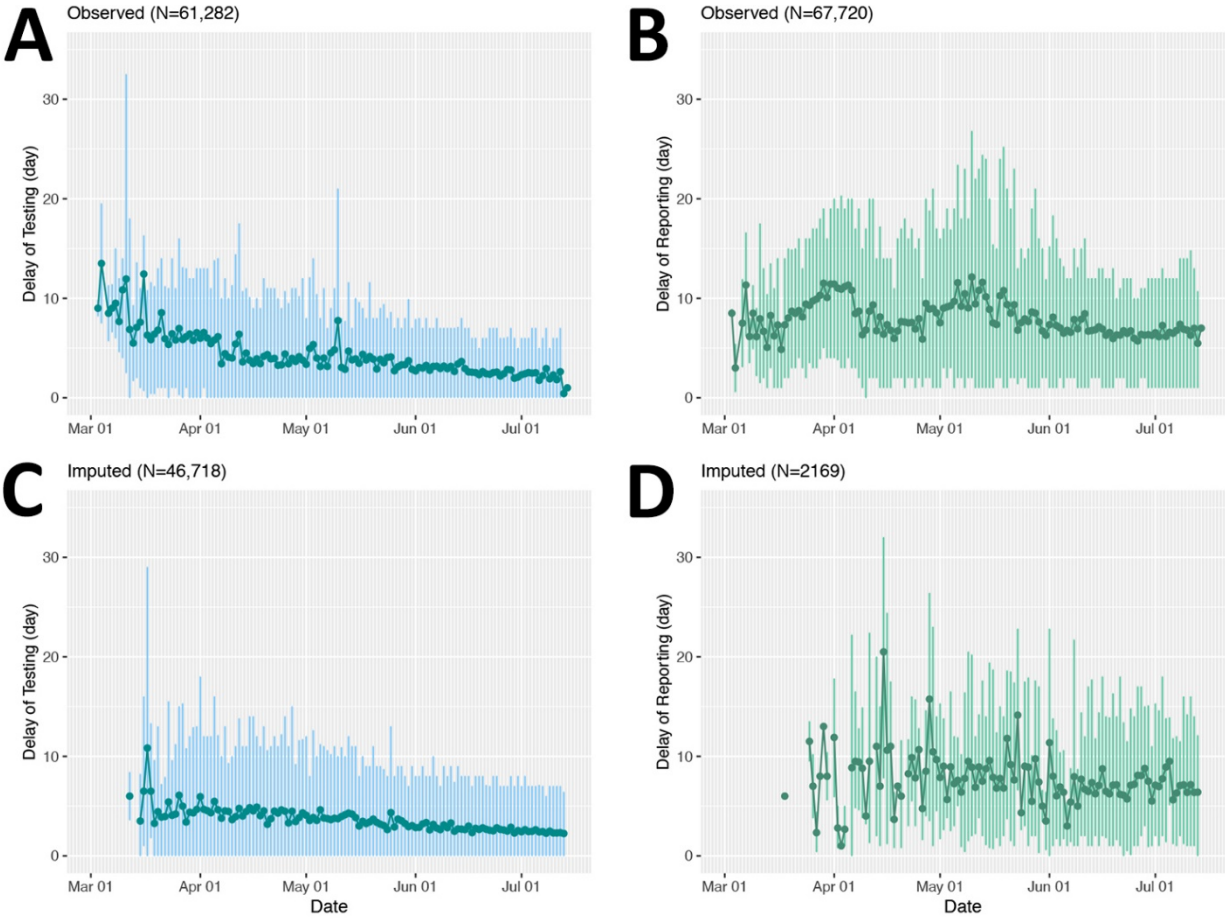 A
Observed (N=61,282)
Delay of Testing (day)
30
20
10
0
Mar 01 Apr 01 May 01 Jun 01 Jul 01
B
Observed (N=67,720)
Delay of Reporting (day)
30
20
10
0
Mar 01 Apr 01 May 01 Jun 01 Jul 01
C
Imputed (N=46,718)
Delay of Testing (day)
30
20
10
0
Mar 01 Apr 01 May 01 Jun 01 Jul 01
Date
D
Imputed (N=2169)
Delay of Reporting (day)
30
20
10
0
Mar 01 Apr 01 May 01 Jun 01 Jul 01
Date